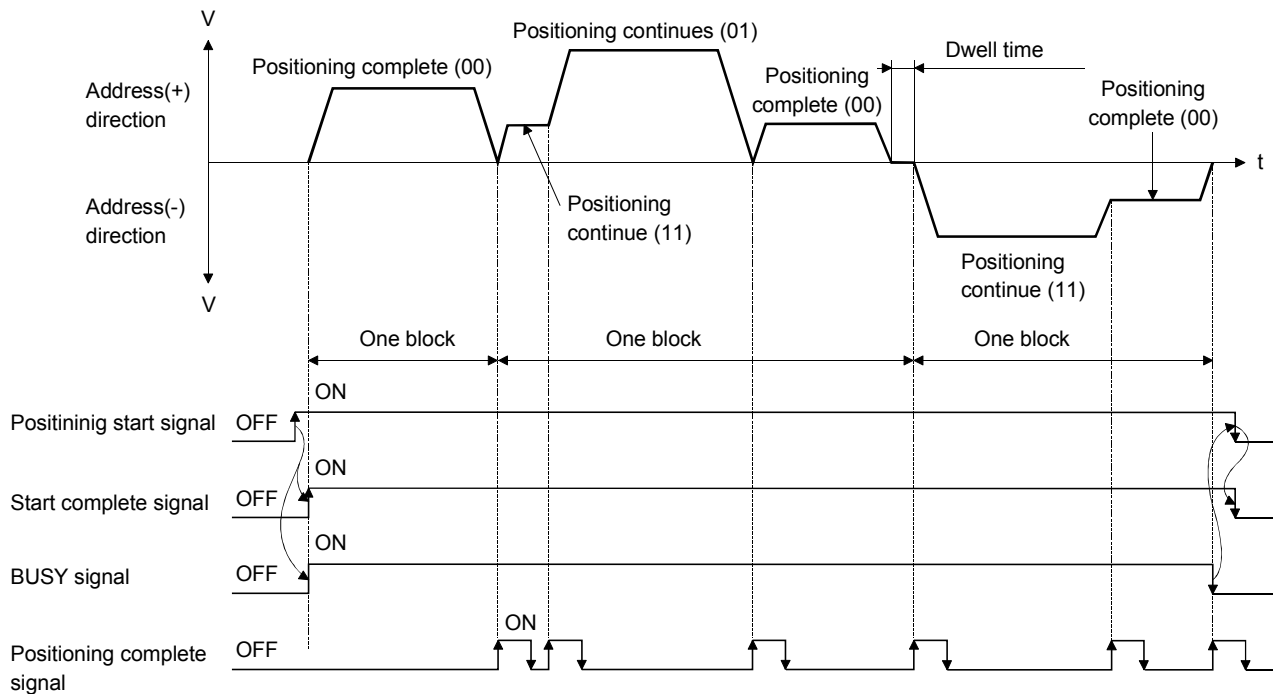 V
Positioning continues (01)
Positioning complete (00)
Positioning
complete (00)
Dwell time
Positioning
complete (00)
Address(+)
direction
t
Address(-)
direction
Positioning
continue (11)
Positioning
continue (11)
V
One block
One block
One block
ON
Positininig start signal
OFF
ON
Start complete signal
OFF
ON
BUSY signal
OFF
ON
Positioning complete
signal
OFF